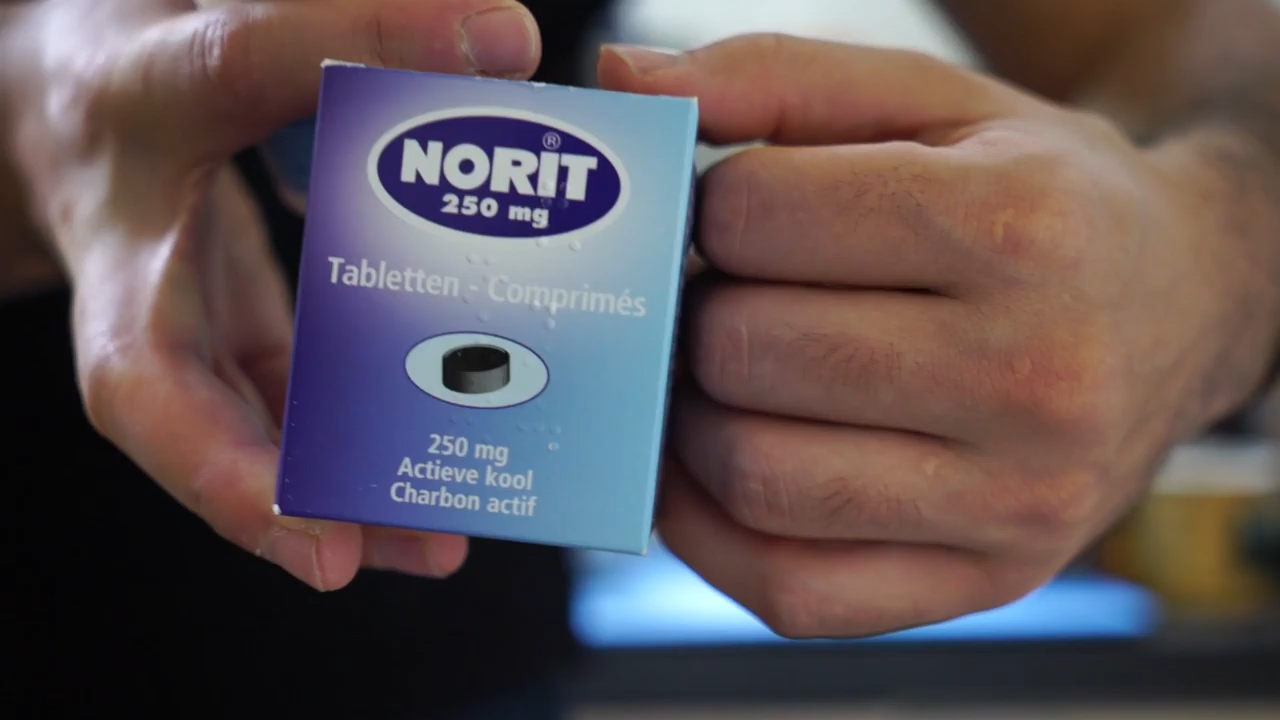 NORIT®
250 mg
Tabletten - Comprimés
250 mg
Actieve kool
Charbon actif